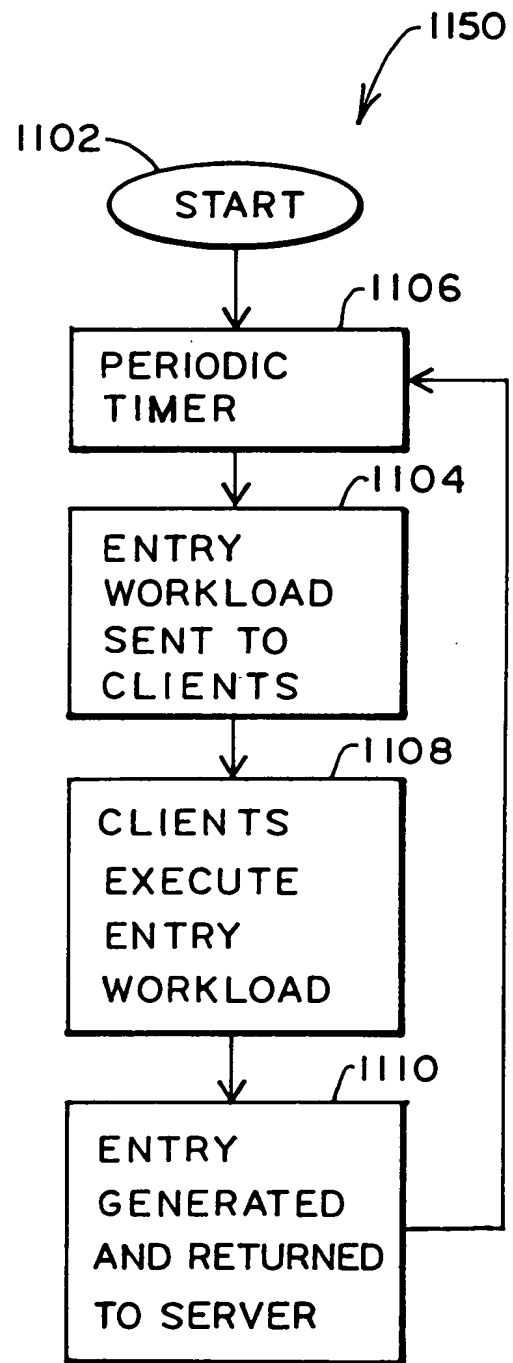 1150
1102
START
1106
PERIODIC
TIMER
1104
ENTRY
WORKLOAD
SENT TO
CLIENTS
1108
CLIENTS
EXECUTE
ENTRY
WORKLOAD
1110
ENTRY
GENERATED
AND RETURNED
TO SERVER